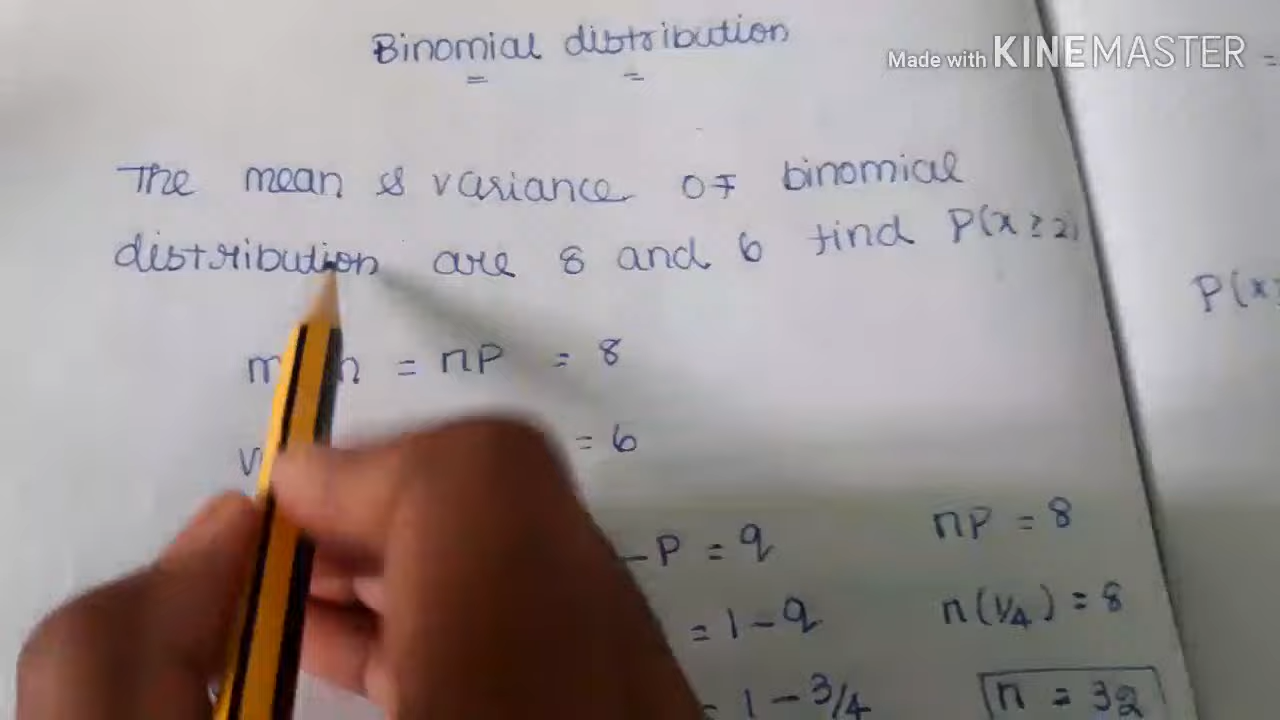 Binomial distribution
Made with KINEMASTER
The mean & variance of binomial
distribution are 8 and 6 find P(x ≥ 2)
P(x
= np = 8
= 6
- P = q
np = 8
= 1 - q
n(1/4) = 8
= 1 - 3/4
n = 32